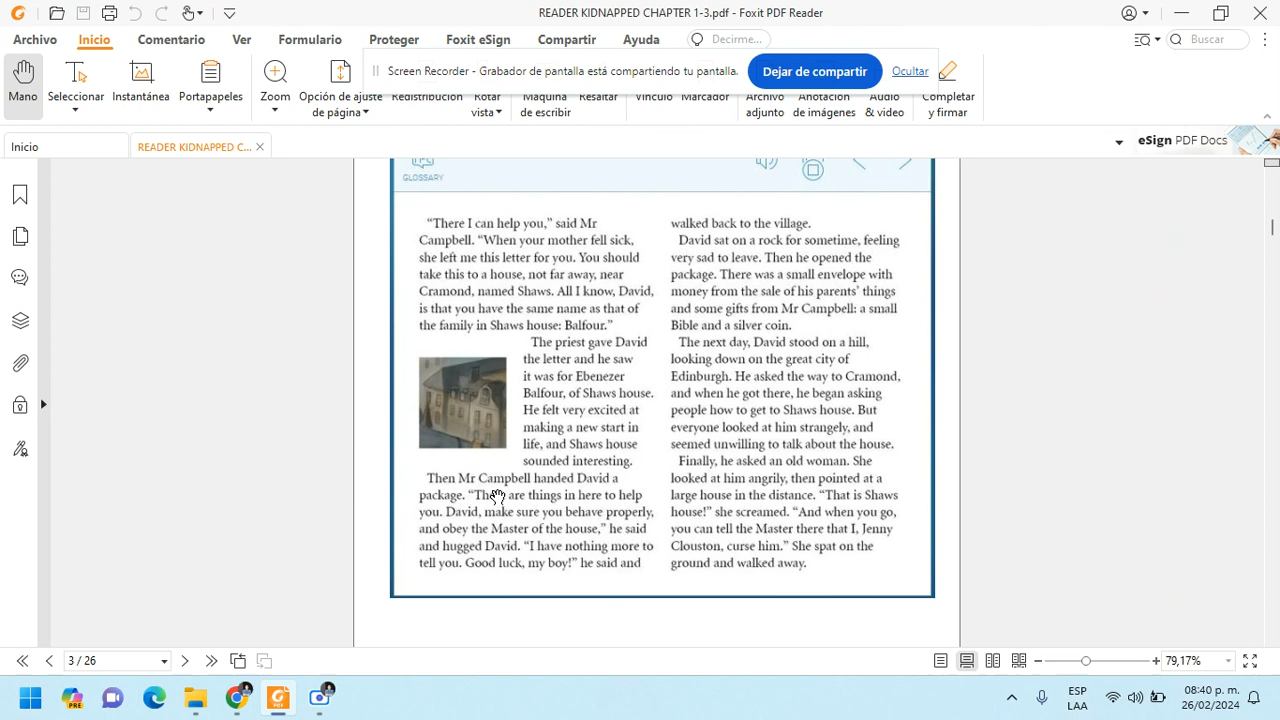 READER KIDNAPPED CHAPTER 1-3.pdf - Foxit PDF Reader
Archivo Inicio Comentario Ver Formulario Proteger Foxit eSign Compartir Ayuda Decirme... Buscar
Screen Recorder - Grabador de pantalla está compartiendo tu pantalla. Dejar de compartir Ocultar
Mano Seleccionar Instantánea Portapapeles Zoom Opción de ajuste de página Redistribución Rotar vista Máquina de escribir Resaltar Vínculo Marcador Archivo adjunto Anotación de imágenes Audio & video Completar y firmar
Inicio READER KIDNAPPED C... eSign PDF Docs
GLOSSARY
“There I can help you,” said Mr
Campbell. “When your mother fell sick,
she left me this letter for you. You should
take this to a house, not far away, near
Cramond, named Shaws. All I know, David,
is that you have the same name as that of
the family in Shaws house: Balfour.”
The priest gave David
the letter and he saw
it was for Ebenezer
Balfour, of Shaws house.
He felt very excited at
making a new start in
life, and Shaws house
sounded interesting.
Then Mr Campbell handed David a
package. “There are things in here to help
you. David, make sure you behave properly,
and obey the Master of the house,” he said
and hugged David. “I have nothing more to
tell you. Good luck, my boy!” he said and
walked back to the village.
David sat on a rock for sometime, feeling
very sad to leave. Then he opened the
package. There was a small envelope with
money from the sale of his parents’ things
and some gifts from Mr Campbell: a small
Bible and a silver coin.
The next day, David stood on a hill,
looking down on the great city of
Edinburgh. He asked the way to Cramond,
and when he got there, he began asking
people how to get to Shaws house. But
everyone looked at him strangely, and
seemed unwilling to talk about the house.
Finally, he asked an old woman. She
looked at him angrily, then pointed at a
large house in the distance. “That is Shaws
house!” she screamed. “And when you go,
you can tell the Master there that I, Jenny
Clouston, curse him.” She spat on the
ground and walked away.
3 / 26 79,17%
PRE ESP 08:40 p. m.
LAA 26/02/2024